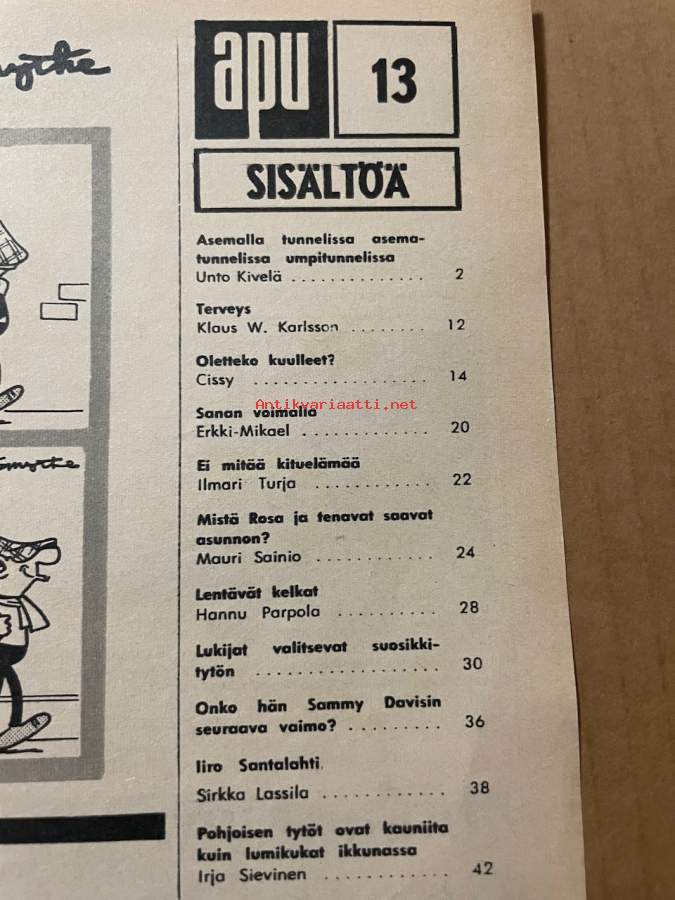 Smythe
apu
13
SISÄLTÖÄ
Asemalla tunnelissa asema-
tunnelissa umpitunnelissa
Unto Kivelä . . . . . . . . . . . . . . 2
Terveys
Klaus W. Karlsson . . . . . . . . 12
Oletteko kuulleet?
Cissy . . . . . . . . . . . . . . . . . . 14
Antikvariaatti.net
Sanan voimalla
Erkki-Mikael . . . . . . . . . . . . . 20
Ei mitää kituelämää
Ilmari Turja . . . . . . . . . . . . 22
Mistä Rosa ja tenavat saavat
asunnon?
Mauri Sainio . . . . . . . . . . . . 24
Lentävät kelkat
Hannu Parpola . . . . . . . . . . 28
Lukijat valitsevat suosikki-
tytön . . . . . . . . . . . . . . . . 30
Onko hän Sammy Davisin
seuraava vaimo? . . . . . . . . . 36
Iiro Santalahti
Sirkka Lassila . . . . . . . . . . . . 38
Pohjoisen tytöt ovat kauniita
kuin lumikukat ikkunassa
Irja Sievinen . . . . . . . . . . . . 42